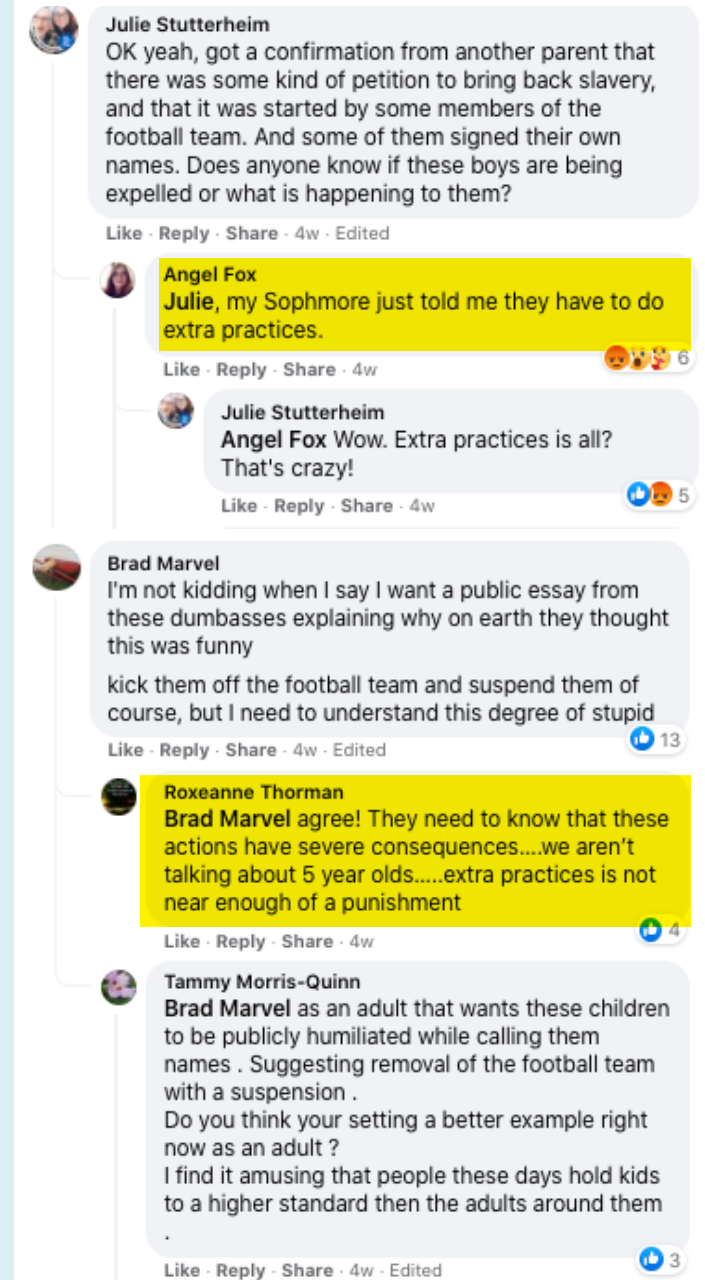 Julie Stutterheim
OK yeah, got a confirmation from another parent that
there was some kind of petition to bring back slavery,
and that it was started by some members of the
football team. And some of them signed their own
names. Does anyone know if these boys are being
expelled or what is happening to them?
Like · Reply · Share · 4w · Edited
Angel Fox
Julie, my Sophmore just told me they have to do
extra practices.
6
Like · Reply · Share · 4w
Julie Stutterheim
Angel Fox Wow. Extra practices is all?
That's crazy!
5
Like · Reply · Share · 4w
Brad Marvel
I'm not kidding when I say I want a public essay from
these dumbasses explaining why on earth they thought
this was funny
kick them off the football team and suspend them of
course, but I need to understand this degree of stupid
13
Like · Reply · Share · 4w · Edited
Roxeanne Thorman
Brad Marvel agree! They need to know that these
actions have severe consequences....we aren't
talking about 5 year olds.....extra practices is not
near enough of a punishment
4
Like · Reply · Share · 4w
Tammy Morris-Quinn
Brad Marvel as an adult that wants these children
to be publicly humiliated while calling them
names . Suggesting removal of the football team
with a suspension .
Do you think your setting a better example right
now as an adult ?
I find it amusing that people these days hold kids
to a higher standard then the adults around them
.
3
Like · Reply · Share · 4w · Edited